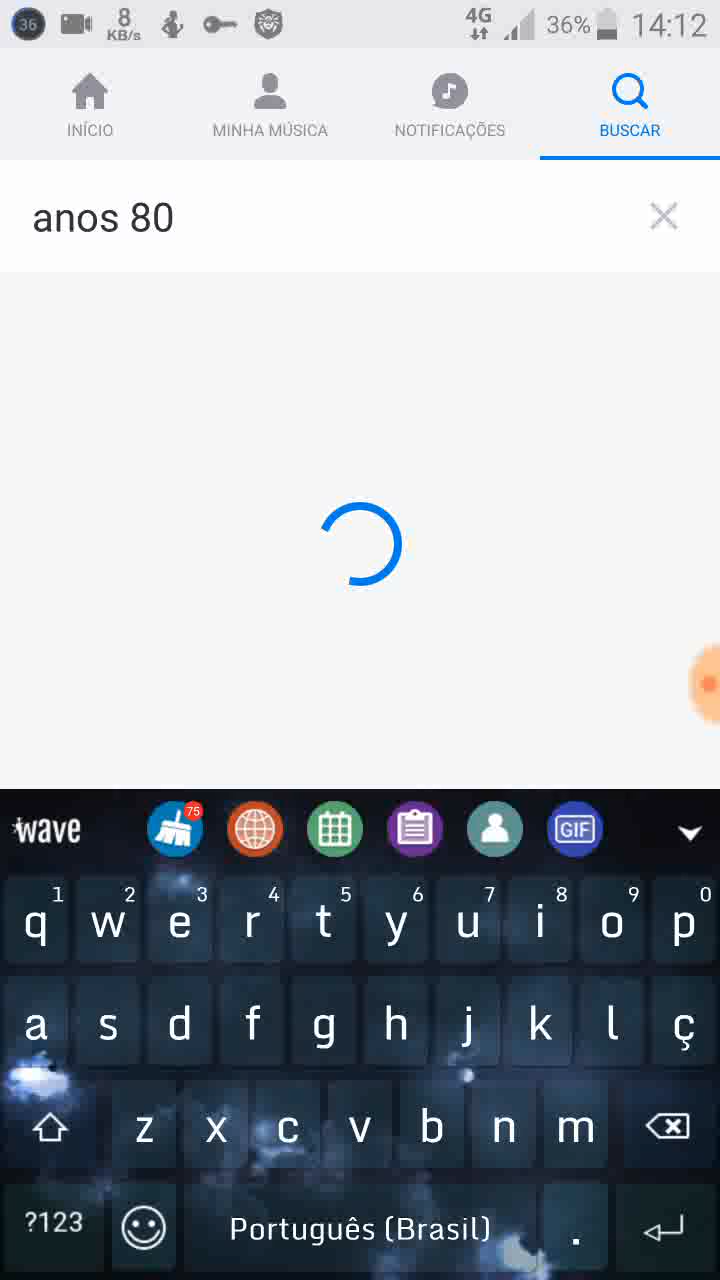 36 8 KB/s 4G 36% 14:12
INÍCIO MINHA MÚSICA NOTIFICAÇÕES BUSCAR
anos 80
wave 75 GIF
1 2 3 4 5 6 7 8 9 0
q w e r t y u i o p
a s d f g h j k l ç
z x c v b n m
?123 Português (Brasil) .